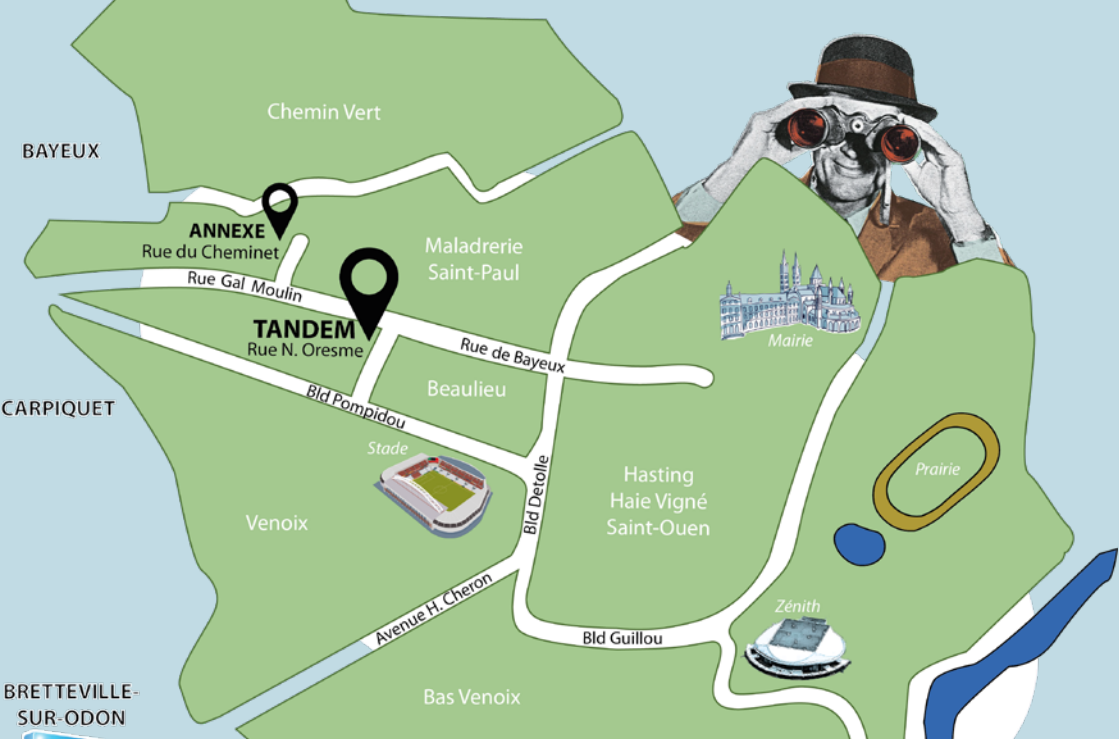 Chemin Vert
BAYEUX
ANNEXE
Rue du Cheminet
Maladrerie
Saint-Paul
Rue Gal Moulin
TANDEM
Rue N. Oresme
Rue de Bayeux
Mairie
Beaulieu
Bld Pompidou
CARPIQUET
Stade
Prairie
Hasting
Haie Vigné
Saint-Ouen
Bld Detolle
Venoix
Avenue H. Cheron
Zénith
Bld Guillou
BRETTEVILLE-
SUR-ODON
Bas Venoix